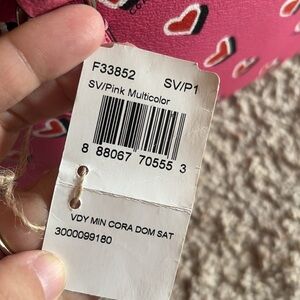 F33852 SV/P1
SV/Pink Multicolor
8 88067 70555 3
VDY MIN CORA DOM SAT
3000099180